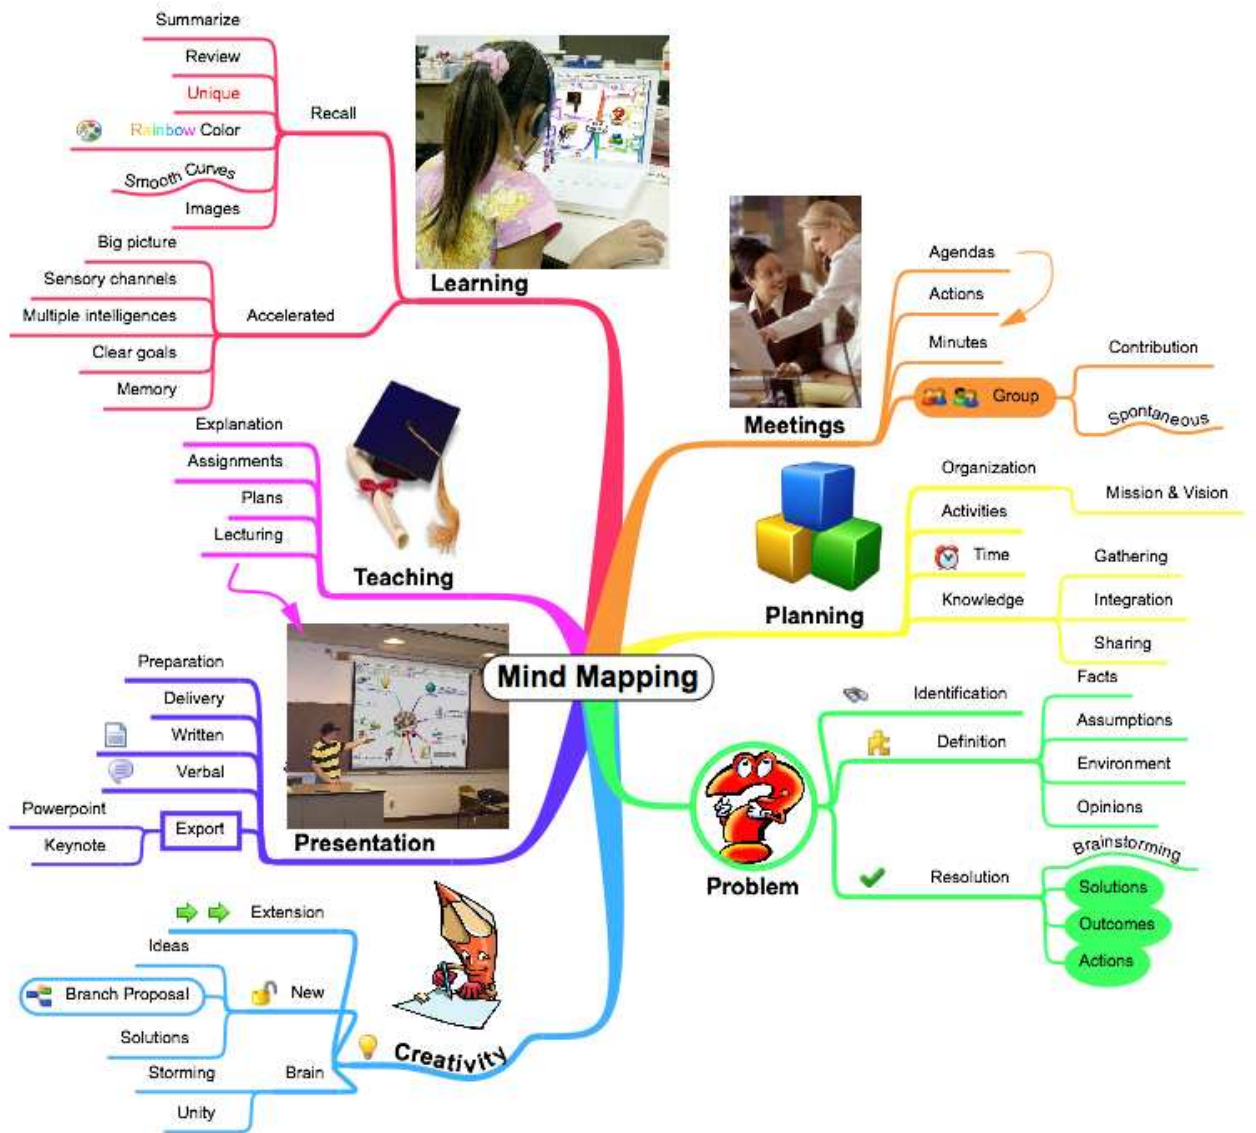 Summarize
Review
Unique
Rainbow Color
Smooth Curves
Images
Recall
Big picture
Sensory channels
Multiple intelligences
Clear goals
Memory
Accelerated
Learning
Explanation
Assignments
Plans
Lecturing
Teaching
Preparation
Delivery
Written
Verbal
Export
Powerpoint
Keynote
Presentation
Extension
Ideas
Branch Proposal
Solutions
New
Storming
Unity
Brain
Creativity
Mind Mapping
Meetings
Agendas
Actions
Minutes
Group
Contribution
Spontaneous
Planning
Organization
Mission & Vision
Activities
Time
Knowledge
Gathering
Integration
Sharing
Problem
Identification
Definition
Facts
Assumptions
Environment
Opinions
Resolution
Brainstorming
Solutions
Outcomes
Actions